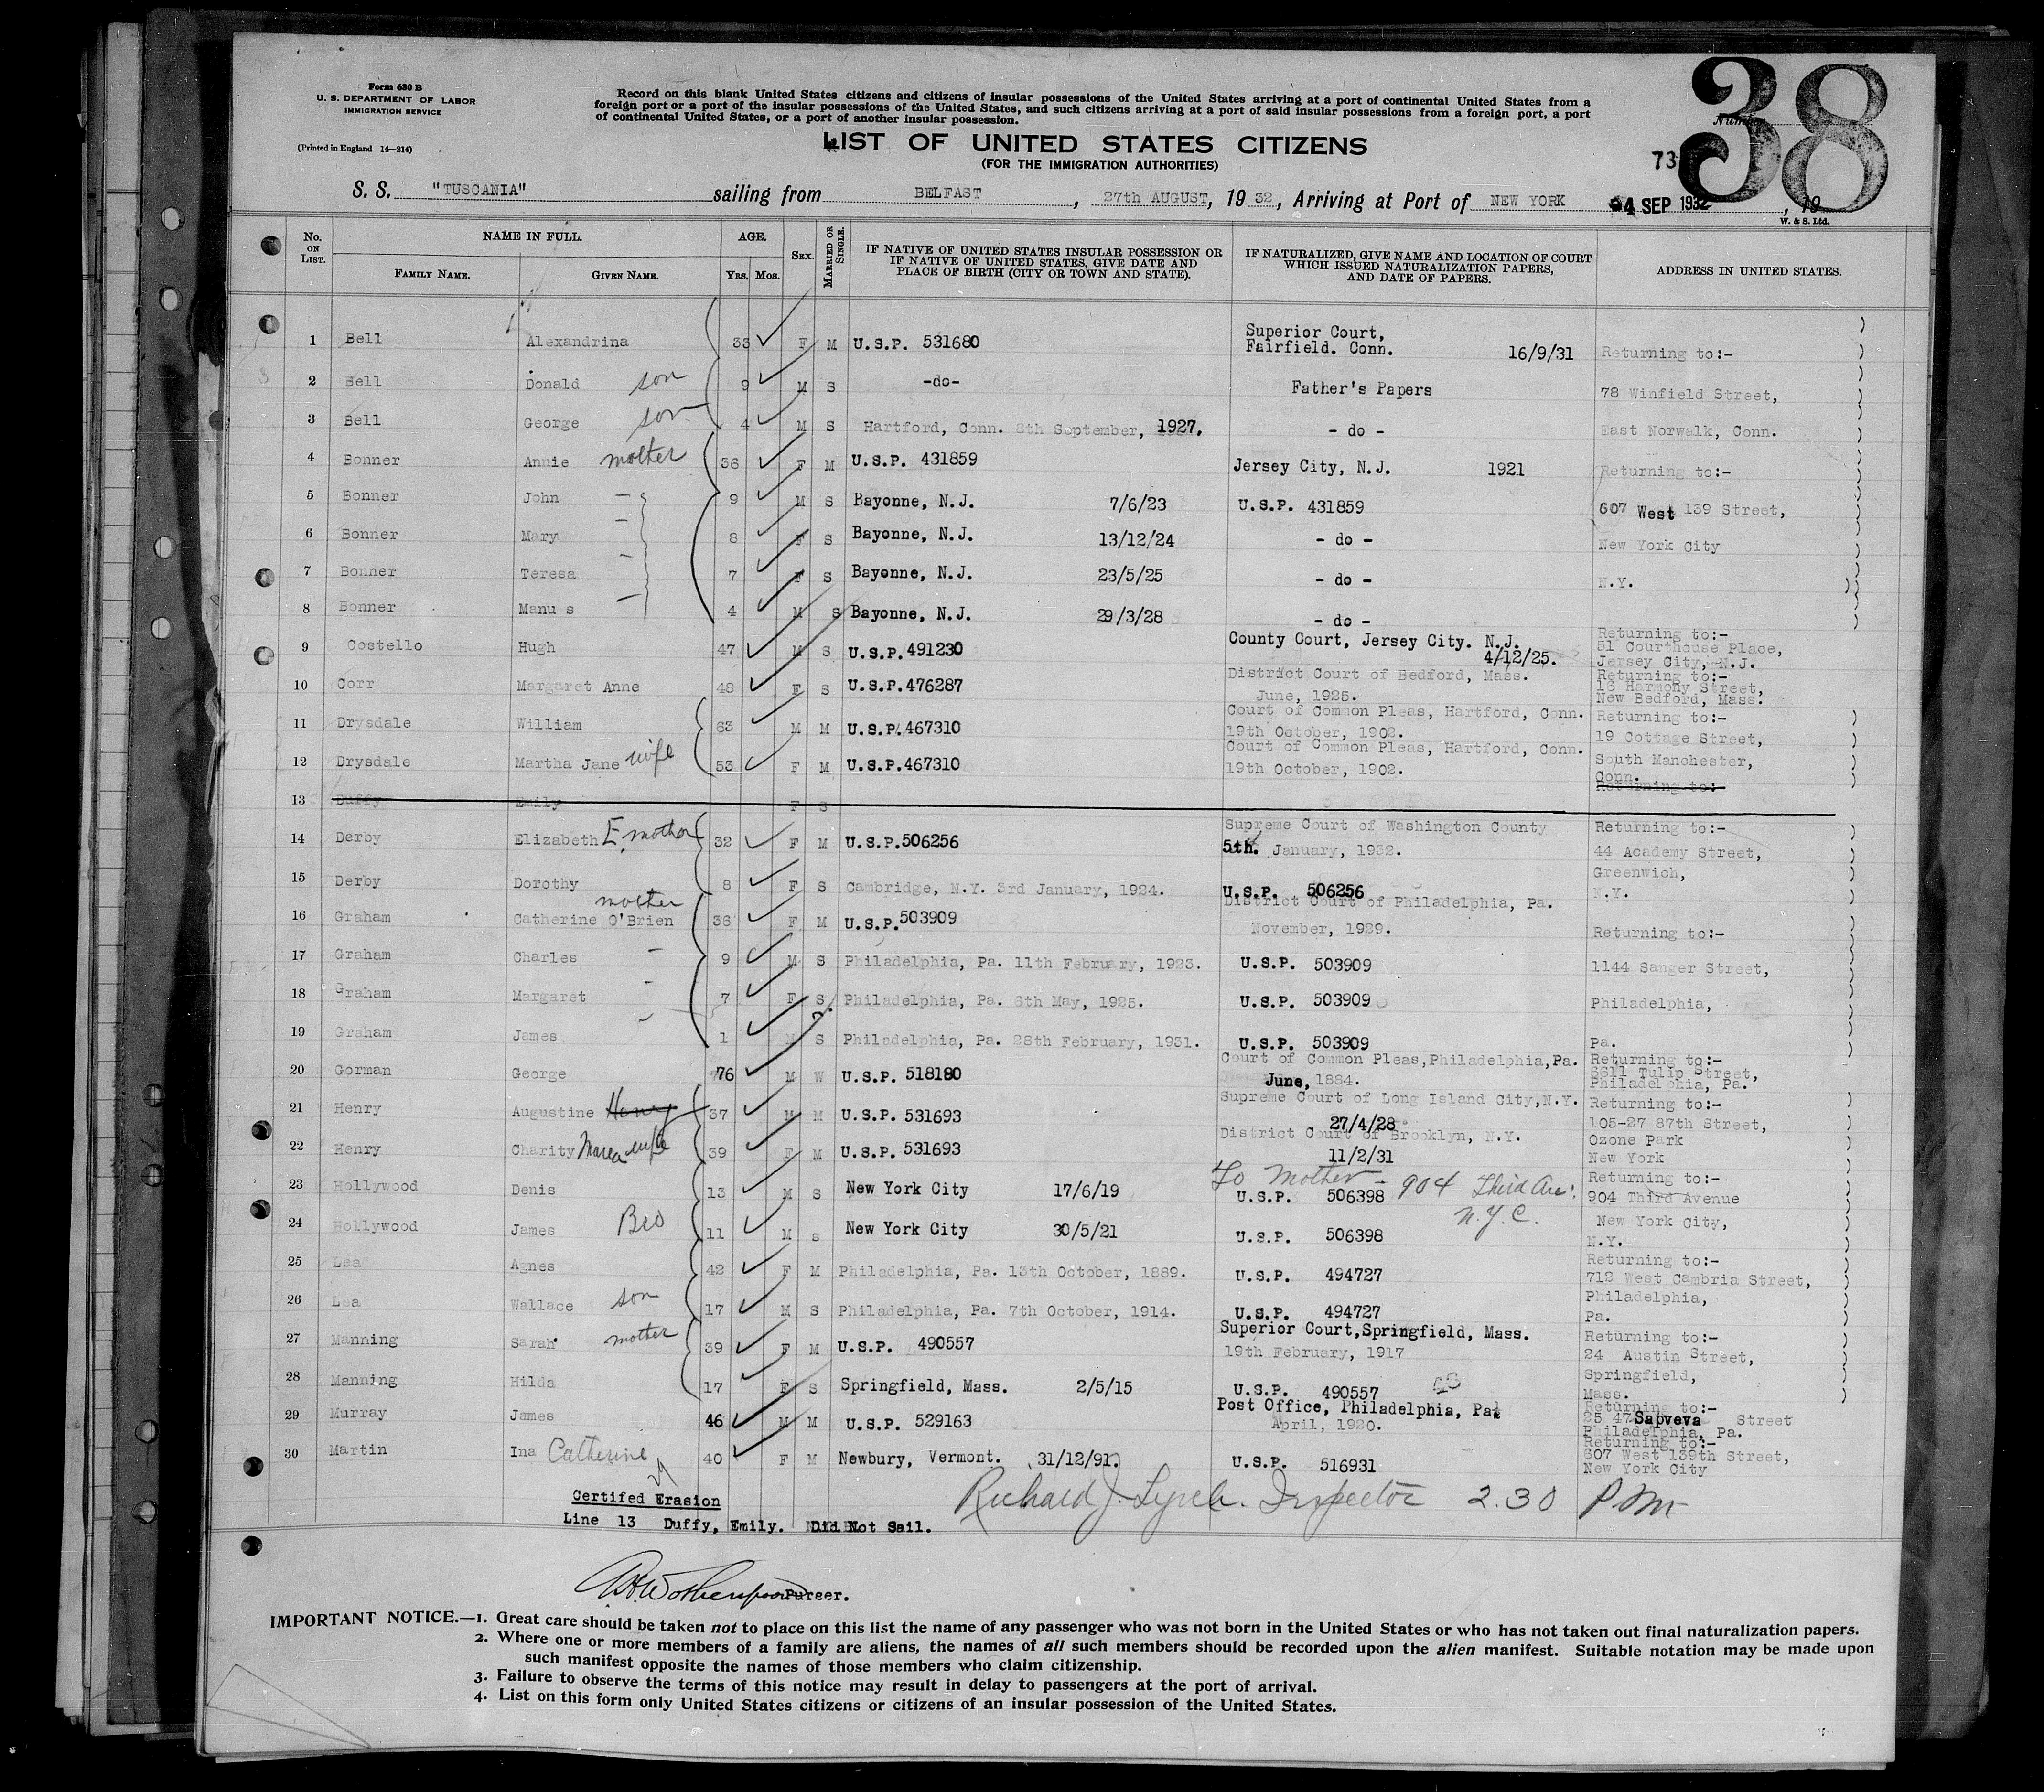 Form 630 B
U. S. DEPARTMENT OF LABOR
IMMIGRATION SERVICE
(Printed in England 14—214)
Record on this blank United States citizens and citizens of insular possessions of the United States arriving at a port of continental United States from a
foreign port or a port of the insular possessions of the United States, and such citizens arriving at a port of said insular possessions from a foreign port, a port
of continental United States, or a port of another insular possession.
LIST OF UNITED STATES CITIZENS
(FOR THE IMMIGRATION AUTHORITIES)
38
73
S. S. "TUSCANIA" sailing from BELFAST, 27th AUGUST, 19 32, Arriving at Port of NEW YORK 4 SEP 1932, 19
W. & S. Ltd.
No. ON LIST. NAME IN FULL. AGE. SEX. MARRIED OR SINGLE. IF NATIVE OF UNITED STATES INSULAR POSSESSION OR IF NATIVE OF UNITED STATES, GIVE DATE AND PLACE OF BIRTH (CITY OR TOWN AND STATE). IF NATURALIZED, GIVE NAME AND LOCATION OF COURT WHICH ISSUED NATURALIZATION PAPERS, AND DATE OF PAPERS. ADDRESS IN UNITED STATES.
FAMILY NAME. GIVEN NAME. YRS. MOS.
1 Bell Alexandrina 33 F M U.S.P. 531680 Superior Court, Fairfield. Conn. 16/9/31 Returning to:-
2 Bell Donald son 9 M S -do- Father's Papers 78 Winfield Street,
3 Bell George son 4 M S Hartford, Conn. 8th September, 1927. - do - East Norwalk, Conn.
4 Bonner Annie mother 36 F M U.S.P. 431859 Jersey City, N.J. 1921 Returning to:-
5 Bonner John 9 M S Bayonne, N.J. 7/6/23 U.S.P. 431859 607 West 139 Street,
6 Bonner Mary 8 F S Bayonne, N.J. 13/12/24 - do - New York City
7 Bonner Teresa 7 F S Bayonne, N.J. 23/5/25 - do - N.Y.
8 Bonner Manu s 4 M S Bayonne, N.J. 29/3/28 - do -
9 Costello Hugh 47 M S U.S.P. 491230 County Court, Jersey City. N.J. 4/12/25. Returning to:- 51 Courthouse Place, Jersey City, N.J.
10 Corr Margaret Anne 48 F S U.S.P. 476287 District Court of Bedford, Mass. June, 1925. Returning to:- 16 Harmony Street, New Bedford, Mass.
11 Drysdale William 63 M M U.S.P. 467310 Court of Common Pleas, Hartford, Conn. 19th October, 1902. Returning to:- 19 Cottage Street,
12 Drysdale Martha Jane wife 53 F M U.S.P. 467310 Court of Common Pleas, Hartford, Conn. 19th October, 1902. South Manchester, Conn.
13 Duffy Emily F S Returning to:-
14 Derby Elizabeth E. mother 32 F M U.S.P. 506256 Supreme Court of Washington County 5th. January, 1932. Returning to:- 44 Academy Street,
15 Derby Dorothy 8 F S Cambridge, N.Y. 3rd January, 1924. U.S.P. 506256 Greenwich, N.Y.
16 Graham Catherine O'Brien mother 36 F M U.S.P. 503909 District Court of Philadelphia, Pa. November, 1929. Returning to:-
17 Graham Charles 9 M S Philadelphia, Pa. 11th February, 1923. U.S.P. 503909 1144 Sanger Street,
18 Graham Margaret 7 F S Philadelphia, Pa. 6th May, 1925. U.S.P. 503909 Philadelphia,
19 Graham James 1 M S Philadelphia, Pa. 28th February, 1931. U.S.P. 503909 Pa.
20 Gorman George 76 M W U.S.P. 518180 Court of Common Pleas, Philadelphia, Pa. June, 1884. Returning to:- 6611 Tulip Street, Philadelphia, Pa.
21 Henry Augustine Henry 37 M M U.S.P. 531693 Supreme Court of Long Island City, N.Y. 27/4/28 Returning to:- 105-27 87th Street,
22 Henry Charity wife 39 F M U.S.P. 531693 District Court of Brooklyn, N.Y. 11/2/31 Ozone Park New York
23 Hollywood Denis 13 M S New York City 17/6/19 To Mother - 904 Third Ave. N.Y.C. U.S.P. 506398 Returning to:- 904 Third Avenue
24 Hollywood James Bro 11 M S New York City 30/5/21 U.S.P. 506398 New York City, N.Y.
25 Lea Agnes 42 F M Philadelphia, Pa. 13th October, 1889. U.S.P. 494727 Returning to:- 712 West Cambria Street,
26 Lea Wallace son 17 M S Philadelphia, Pa. 7th October, 1914. U.S.P. 494727 Philadelphia, Pa.
27 Manning Sarah mother 39 F M U.S.P. 490557 Superior Court, Springfield, Mass. 19th February, 1917 Returning to:- 24 Austin Street,
28 Manning Hilda 17 F S Springfield, Mass. 2/5/15 U.S.P. 490557 Springfield, Mass.
29 Murray James 46 M M U.S.P. 529163 Post Office, Philadelphia, Pa. April, 1920. Returning to:- 25 47 Sapveva Street Philadelphia, Pa.
30 Martin Ina Catherine 40 F M Newbury, Vermont. 31/12/91. U.S.P. 516931 Returning to:- 607 West 139th Street, New York City
Certifed Erasion
Line 13 Duffy, Emily. Did Not Sail.
Richard J. Lynch. Inspector 2.30 P.M.
Purser.
IMPORTANT NOTICE.—1. Great care should be taken not to place on this list the name of any passenger who was not born in the United States or who has not taken out final naturalization papers.
2. Where one or more members of a family are aliens, the names of all such members should be recorded upon the alien manifest. Suitable notation may be made upon
such manifest opposite the names of those members who claim citizenship.
3. Failure to observe the terms of this notice may result in delay to passengers at the port of arrival.
4. List on this form only United States citizens or citizens of an insular possession of the United States.